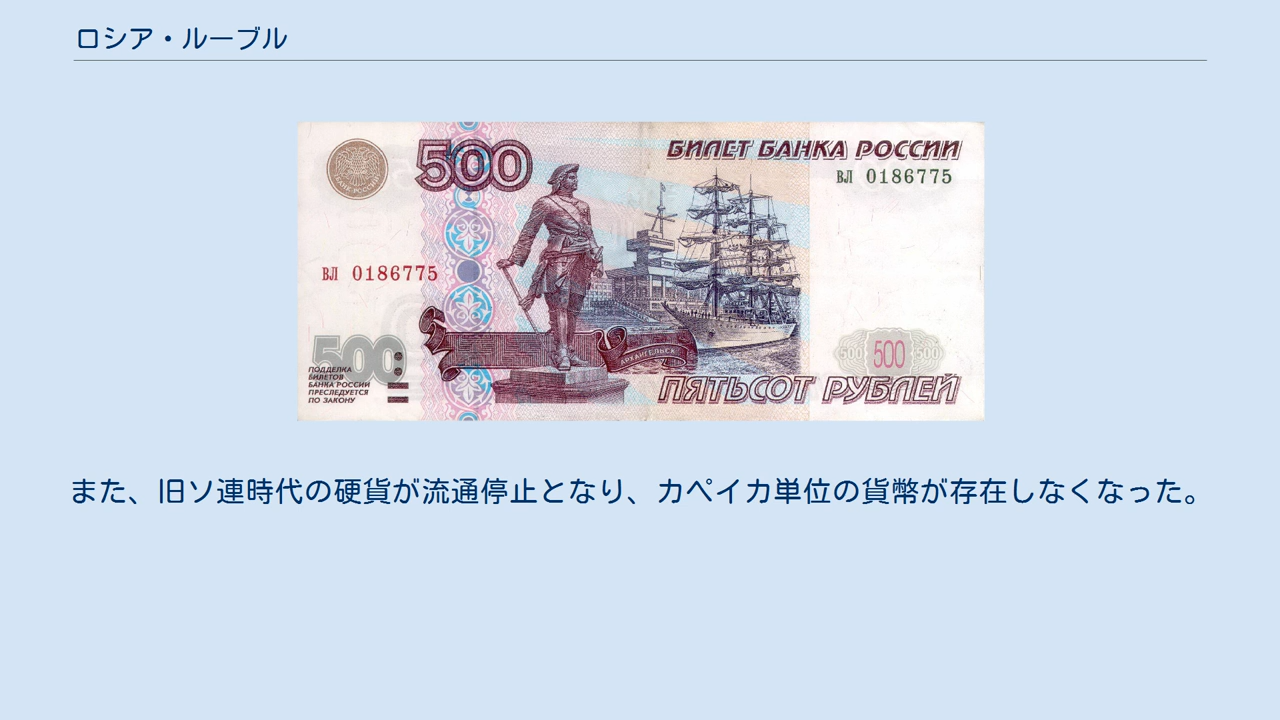 ロシア・ルーブル
500
БИЛЕТ БАНКА РОССИИ
ВЛ 0186775
ВЛ 0186775
АРХАНГЕЛЬСК
500
500 500 500
ПОДДЕЛКА
БИЛЕТОВ
БАНКА РОССИИ
ПРЕСЛЕДУЕТСЯ
ПО ЗАКОНУ
ПЯТЬСОТ РУБЛЕЙ
また、旧ソ連時代の硬貨が流通停止となり、カペイカ単位の貨幣が存在しなくなった。